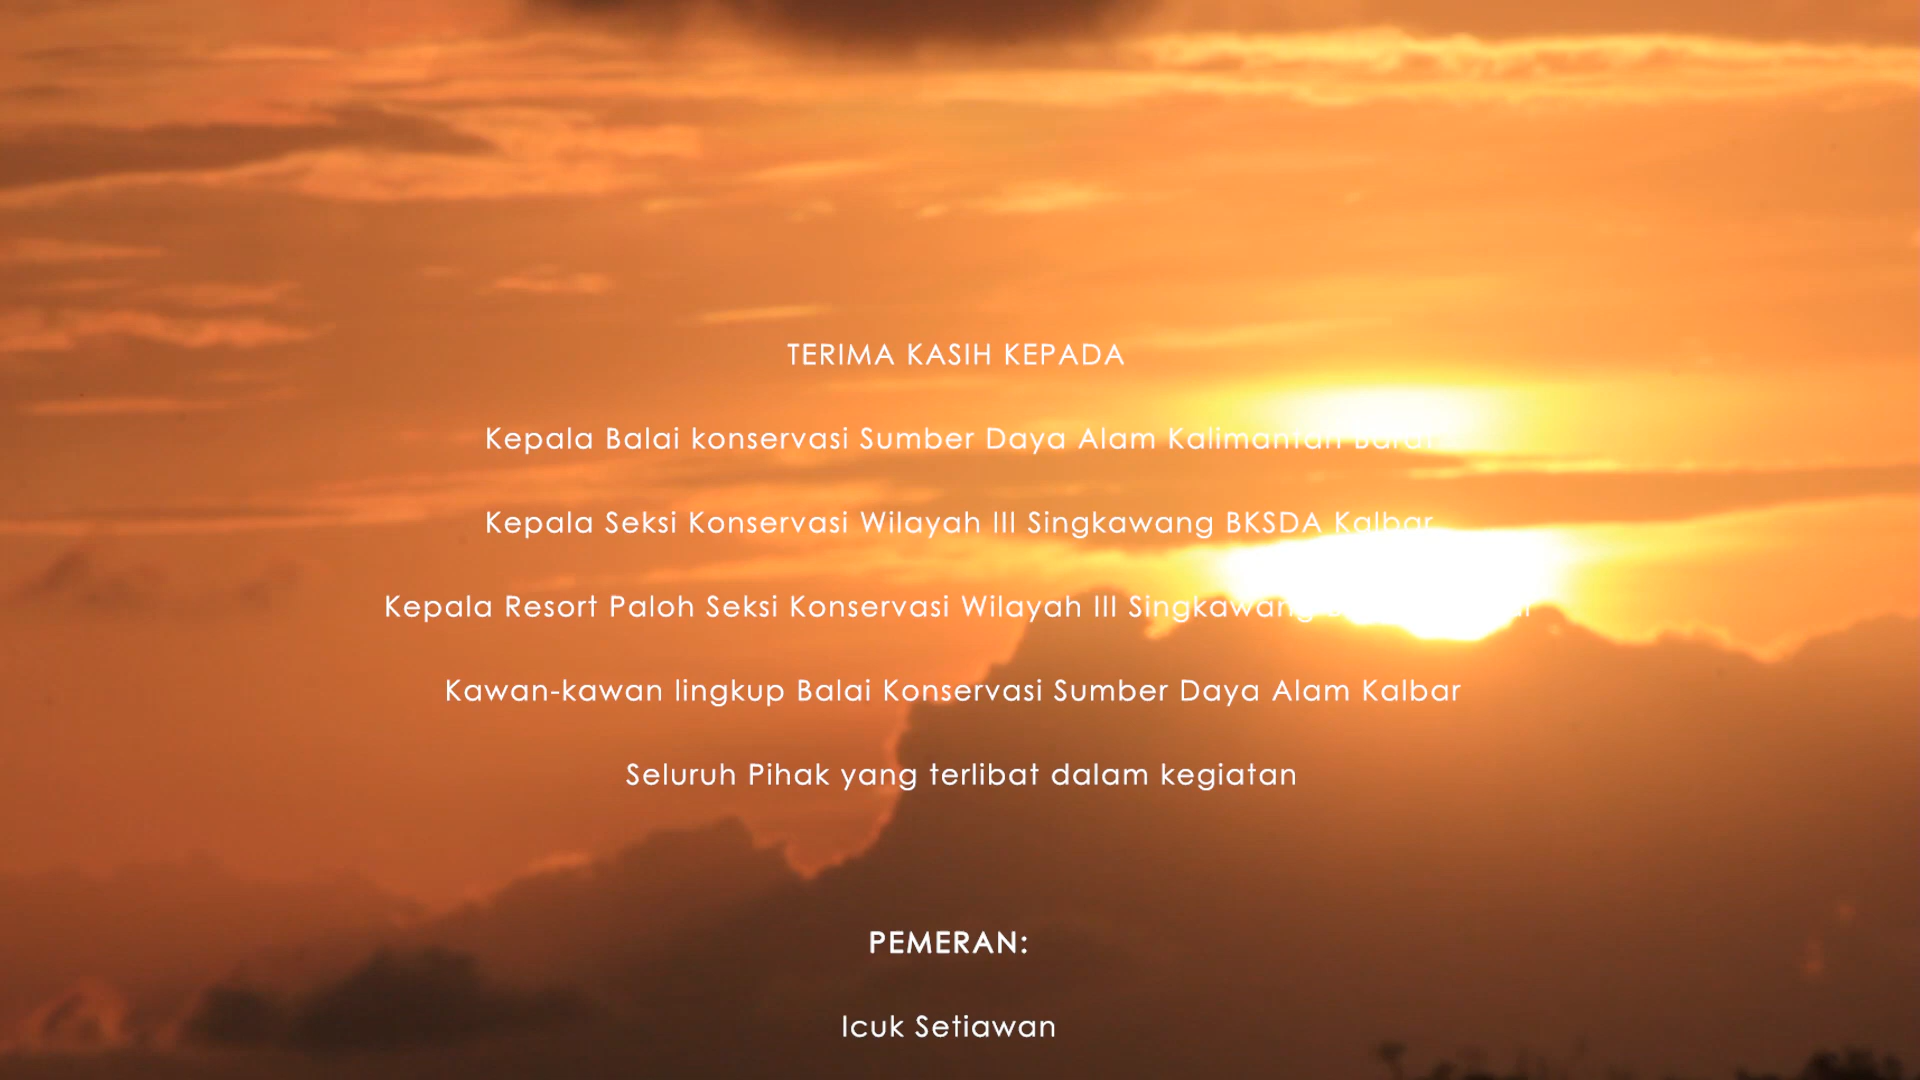 TERIMA KASIH KEPADA
Kepala Balai konservasi Sumber Daya Alam Kalimantan Barat
Kepala Seksi Konservasi Wilayah III Singkawang BKSDA Kalbar
Kepala Resort Paloh Seksi Konservasi Wilayah III Singkawang
Kawan-kawan lingkup Balai Konservasi Sumber Daya Alam Kalbar
Seluruh Pihak yang terlibat dalam kegiatan
PEMERAN:
Icuk Setiawan